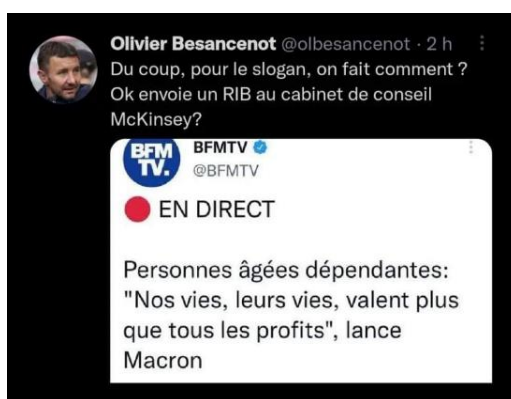 Olivier Besancenot @olbesancenot · 2 h
Du coup, pour le slogan, on fait comment ?
Ok envoie un RIB au cabinet de conseil
McKinsey?
BFM
TV.
BFMTV
@BFMTV
🔴 EN DIRECT
Personnes âgées dépendantes:
"Nos vies, leurs vies, valent plus
que tous les profits", lance
Macron